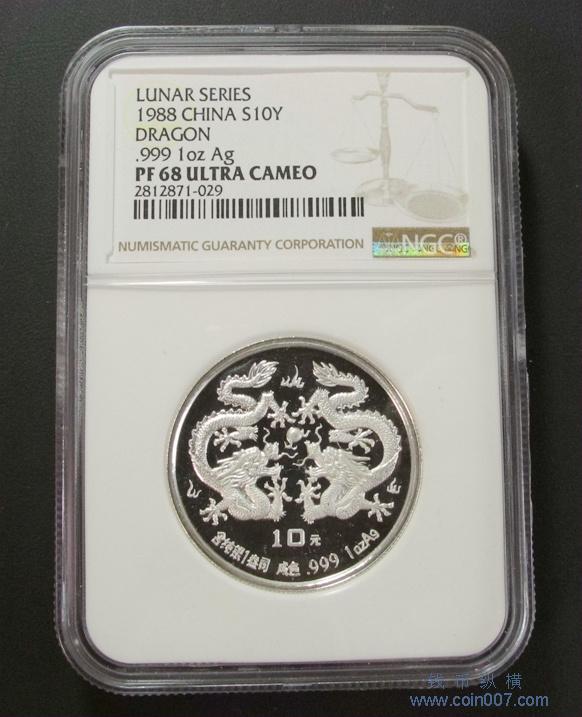 LUNAR SERIES
1988 CHINA S10Y
DRAGON
.999 1oz Ag
PF 68 ULTRA CAMEO
2812871-029
NUMISMATIC GUARANTY CORPORATION
NGC®
10元
含纯银1盎司 成色 .999 1ozAg
钱币纵横
www.coin007.com